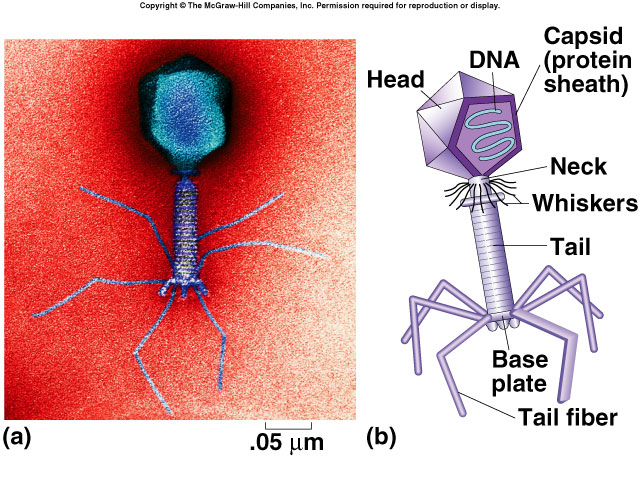 Copyright © The McGraw-Hill Companies, Inc. Permission required for reproduction or display.
Head
DNA
Capsid
(protein
sheath)
Neck
Whiskers
Tail
Base
plate
Tail fiber
(a)
.05 μm
(b)